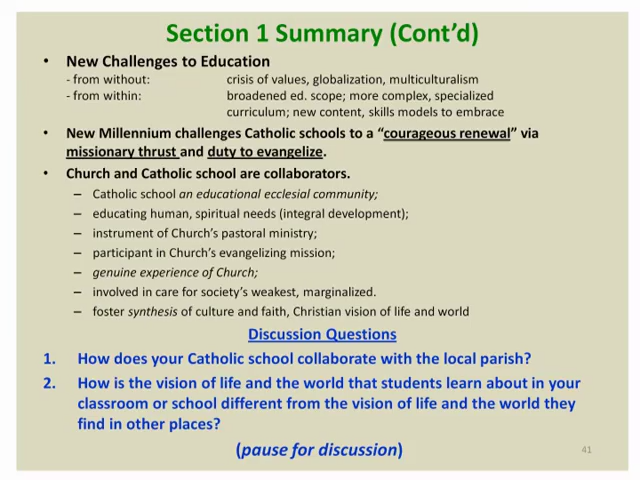 Section 1 Summary (Cont’d)
• New Challenges to Education
- from without: crisis of values, globalization, multiculturalism
- from within: broadened ed. scope; more complex, specialized
curriculum; new content, skills models to embrace
• New Millennium challenges Catholic schools to a “courageous renewal” via
missionary thrust and duty to evangelize.
• Church and Catholic school are collaborators.
– Catholic school an educational ecclesial community;
– educating human, spiritual needs (integral development);
– instrument of Church’s pastoral ministry;
– participant in Church’s evangelizing mission;
– genuine experience of Church;
– involved in care for society’s weakest, marginalized.
– foster synthesis of culture and faith, Christian vision of life and world
Discussion Questions
1. How does your Catholic school collaborate with the local parish?
2. How is the vision of life and the world that students learn about in your
classroom or school different from the vision of life and the world they
find in other places?
(pause for discussion)
41